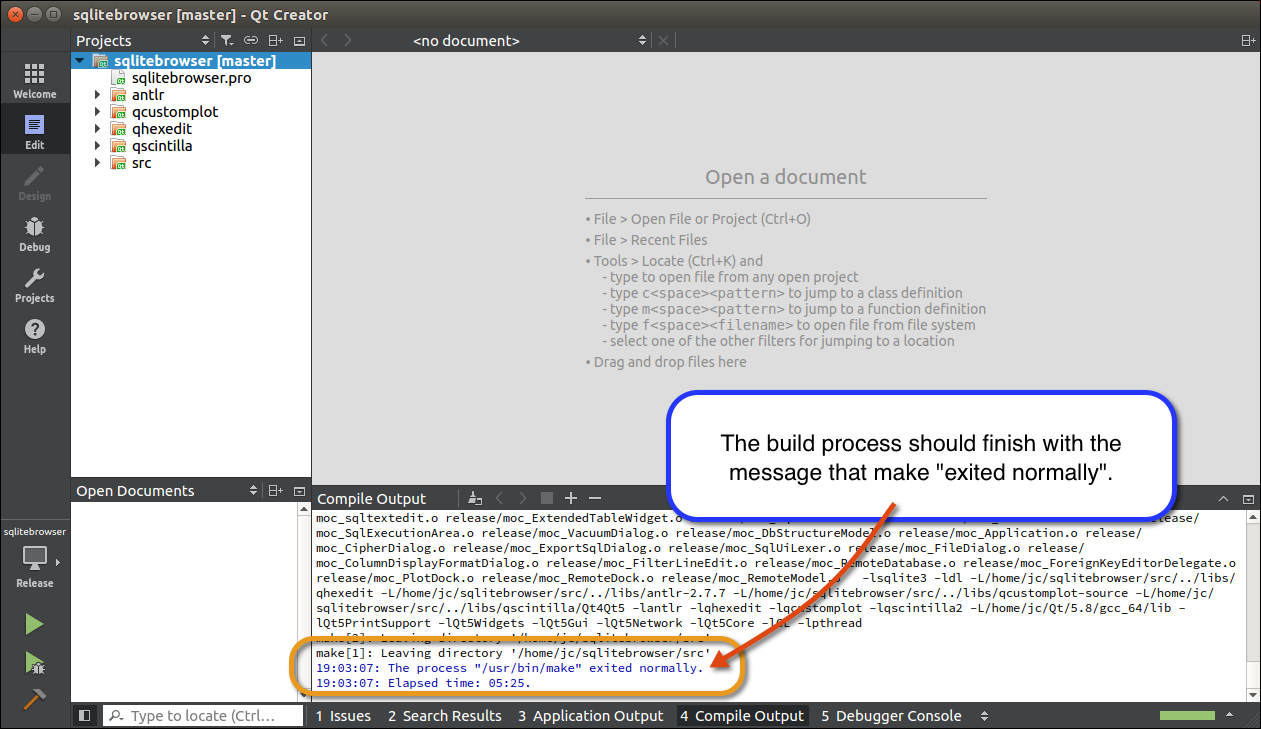 sqlitebrowser [master] - Qt Creator
Projects
<no document>
Welcome
Edit
Design
Debug
Projects
Help
sqlitebrowser [master]
sqlitebrowser.pro
antlr
qcustomplot
qhexedit
qscintilla
src
Open a document
• File > Open File or Project (Ctrl+O)
• File > Recent Files
• Tools > Locate (Ctrl+K) and
- type to open file from any open project
- type c<space><pattern> to jump to a class definition
- type m<space><pattern> to jump to a function definition
- type f<space><filename> to open file from file system
- select one of the other filters for jumping to a location
• Drag and drop files here
The build process should finish with the
message that make "exited normally".
Open Documents
Compile Output
moc_sqltextedit.o release/moc_ExtendedTableWidget.o
moc_SqlExecutionArea.o release/moc_VacuumDialog.o release/moc_DbStructureModel.o release/moc_Application.o release/
moc_CipherDialog.o release/moc_ExportSqlDialog.o release/moc_SqlUiLexer.o release/moc_FileDialog.o release/
moc_ColumnDisplayFormatDialog.o release/moc_FilterLineEdit.o release/moc_RemoteDatabase.o release/moc_ForeignKeyEditorDelegate.o
release/moc_PlotDock.o release/moc_RemoteDock.o release/moc_RemoteModel.o -lsqlite3 -ldl -L/home/jc/sqlitebrowser/src/../libs/
qhexedit -L/home/jc/sqlitebrowser/src/../libs/antlr-2.7.7 -L/home/jc/sqlitebrowser/src/../libs/qcustomplot-source -L/home/jc/
sqlitebrowser/src/../libs/qscintilla/Qt4Qt5 -lantlr -lqhexedit -lqcustomplot -lqscintilla2 -L/home/jc/Qt/5.8/gcc_64/lib -
lQt5PrintSupport -lQt5Widgets -lQt5Gui -lQt5Network -lQt5Core -lGL -lpthread
make[2]: Leaving directory '/home/jc/sqlitebrowser/src'
make[1]: Leaving directory '/home/jc/sqlitebrowser/src'
19:03:07: The process "/usr/bin/make" exited normally.
19:03:07: Elapsed time: 05:25.
sqlitebrowser
Release
Type to locate (Ctrl...
1 Issues
2 Search Results
3 Application Output
4 Compile Output
5 Debugger Console